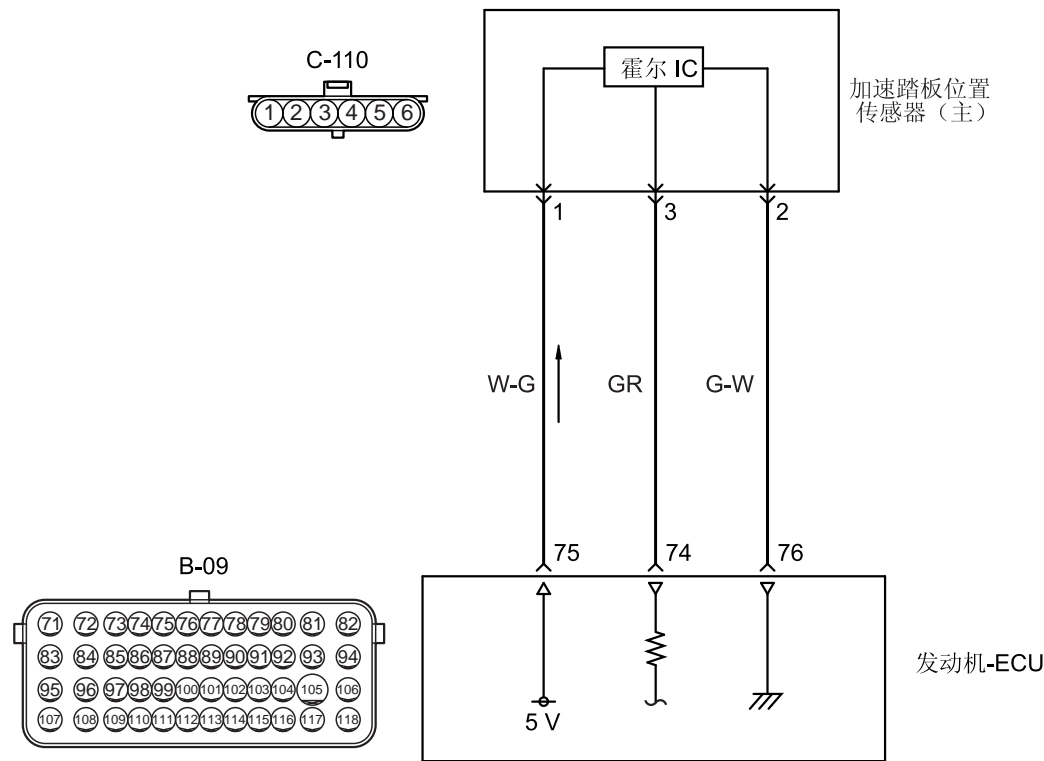 C-110
1 2 3 4 5 6
霍尔 IC
加速踏板位置
传感器（主）
1 3 2
W-G GR G-W
75 74 76
B-09
71 72 73 74 75 76 77 78 79 80 81 82
83 84 85 86 87 88 89 90 91 92 93 94
95 96 97 98 99 100 101 102 103 104 105 106
107 108 109 110 111 112 113 114 115 116 117 118
5 V
发动机-ECU